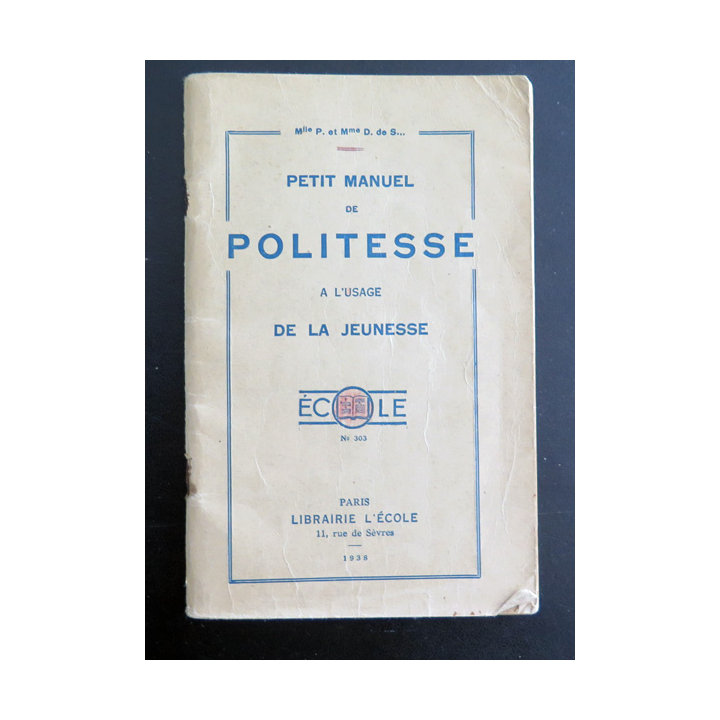 Mlle P. et Mme D. de S...
PETIT MANUEL
DE
POLITESSE
A L'USAGE
DE LA JEUNESSE
ÉCOLE
Nº 303
PARIS
LIBRAIRIE L'ÉCOLE
11, rue de Sèvres
1938